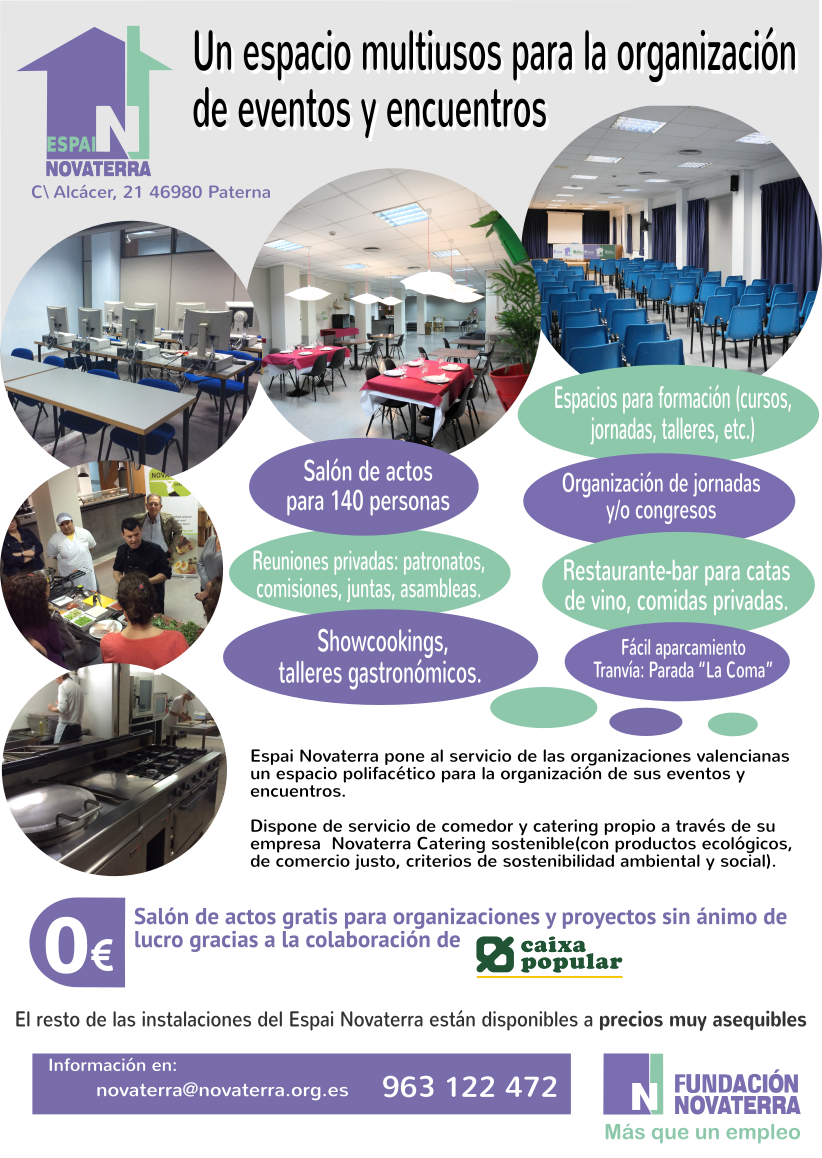 Un espacio multiusos para la organización
de eventos y encuentros
ESPAI N
NOVATERRA
C\ Alcácer, 21 46980 Paterna
Espacios para formación (cursos,
jornadas, talleres, etc.)
Salón de actos
para 140 personas
Organización de jornadas
y/o congresos
Reuniones privadas: patronatos,
comisiones, juntas, asambleas.
Restaurante-bar para catas
de vino, comidas privadas.
Showcookings,
talleres gastronómicos.
Fácil aparcamiento
Tranvía: Parada "La Coma"
Espai Novaterra pone al servicio de las organizaciones valencianas
un espacio polifacético para la organización de sus eventos y
encuentros.
Dispone de servicio de comedor y catering propio a través de su
empresa Novaterra Catering sostenible(con productos ecológicos,
de comercio justo, criterios de sostenibilidad ambiental y social).
0€
Salón de actos gratis para organizaciones y proyectos sin ánimo de
lucro gracias a la colaboración de
caixa
popular
El resto de las instalaciones del Espai Novaterra están disponibles a precios muy asequibles
Información en:
novaterra@novaterra.org.es 963 122 472
N
FUNDACIÓN
NOVATERRA
Más que un empleo